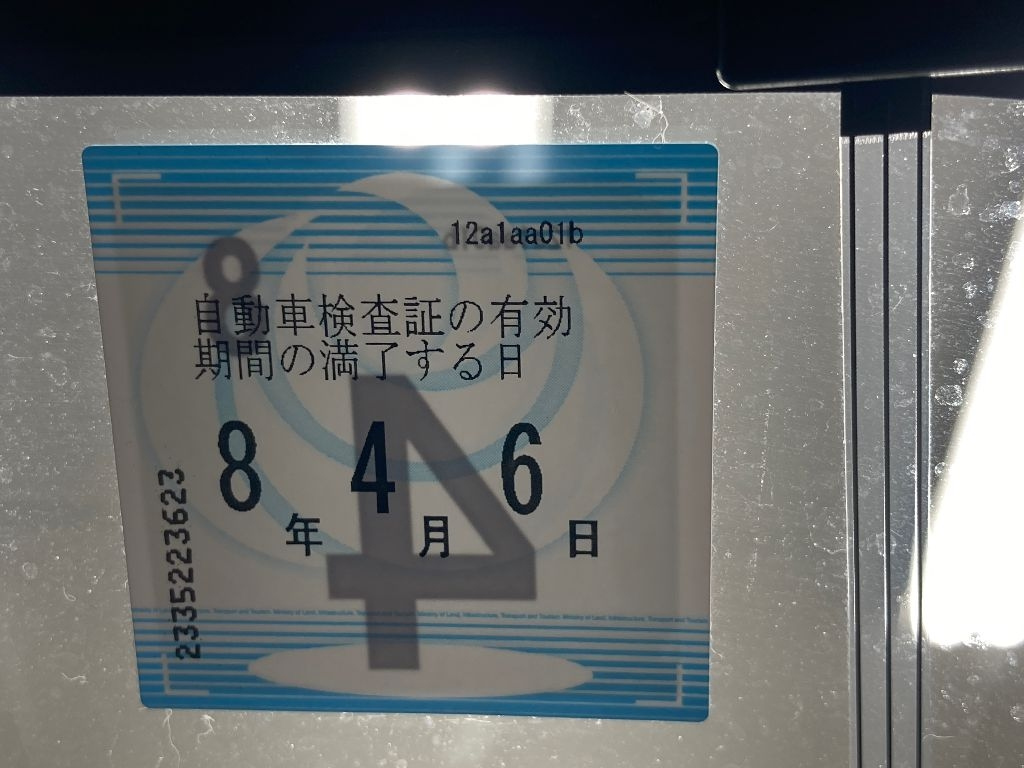 12a1aa01b
自動車検査証の有効
期間の満了する日
8年 4月 6日
2335223623